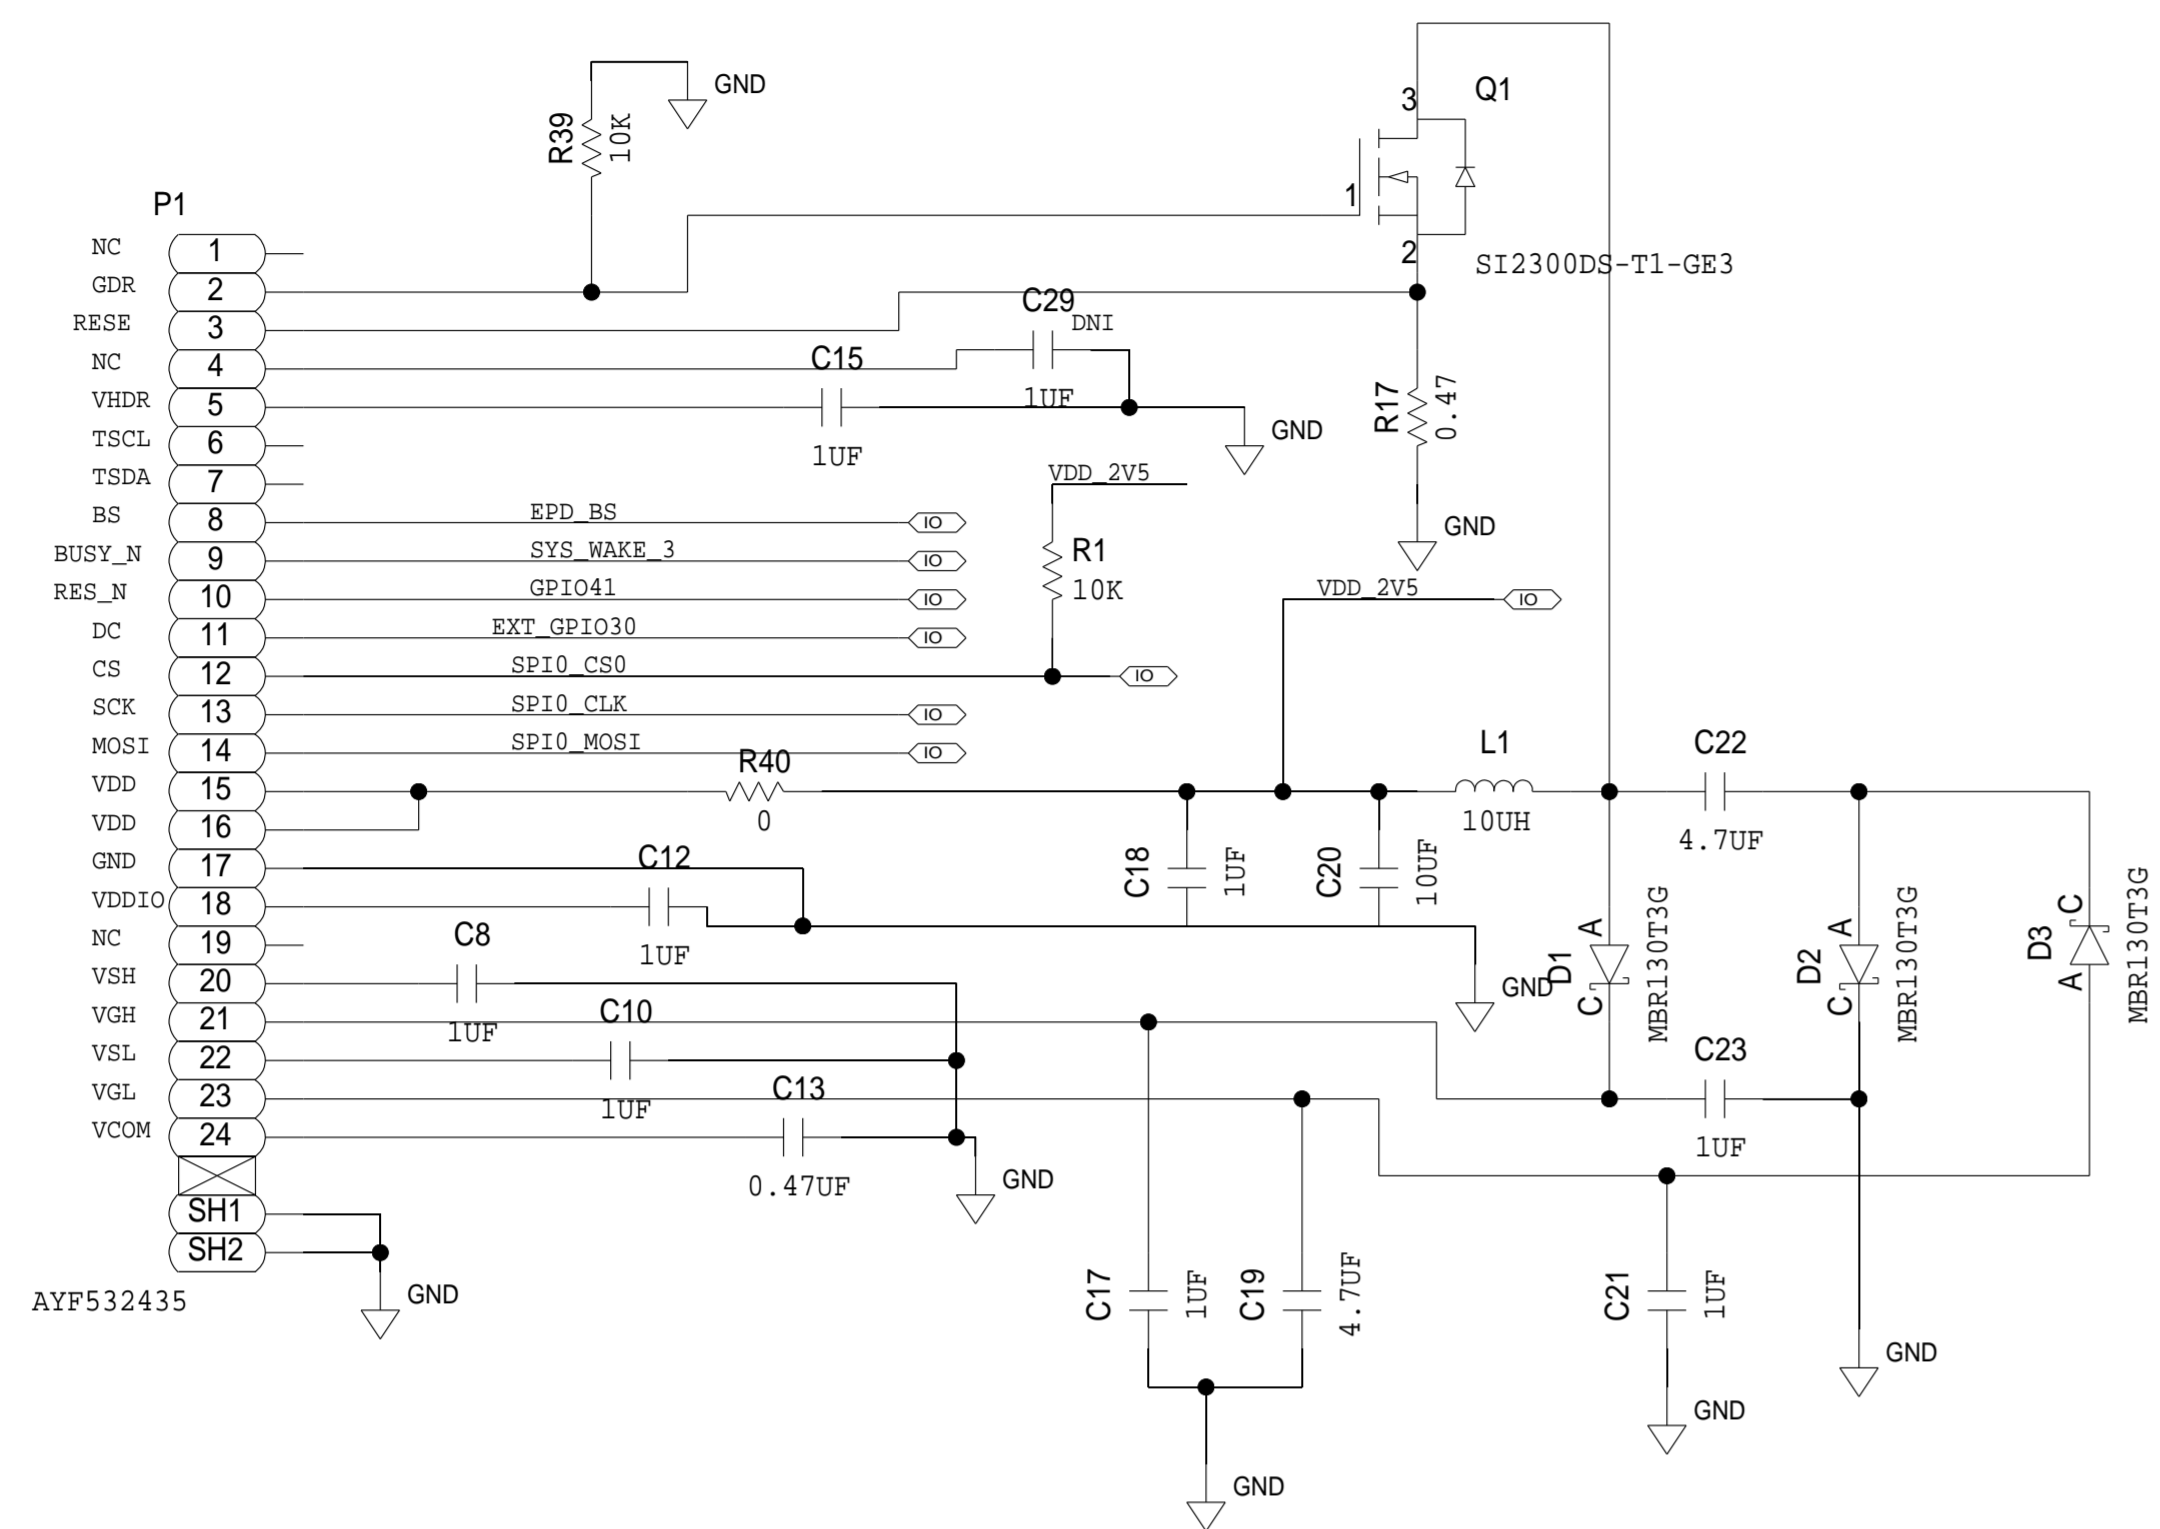 GND
R39
10K
Q1
3
1
2
SI2300DS-T1-GE3
P1
NC 1
GDR 2
RESE 3
C29
DNI
1UF
NC 4
C15
1UF
VHDR 5
GND
R17
0.47
GND
TSCL 6
TSDA 7
VDD_2V5
R1
10K
BS 8 EPD_BS IO
BUSY_N 9 SYS_WAKE_3 IO
RES_N 10 GPIO41 IO
VDD_2V5 IO
DC 11 EXT_GPIO30 IO
CS 12 SPI0_CS0 IO
SCK 13 SPI0_CLK IO
MOSI 14 SPI0_MOSI IO
VDD 15
R40
0
L1
10UH
C22
4.7UF
VDD 16
GND 17
C12
1UF
C18
1UF
C20
10UF
VDDIO 18
NC 19
C8
1UF
GND
D1
A
C
MBR130T3G
D2
A
C
MBR130T3G
D3
C
A
MBR130T3G
VSH 20
VGH 21
C10
1UF
VSL 22
C23
1UF
VGL 23
C13
0.47UF
VCOM 24
GND
SH1
SH2
GND
AYF532435
C17
1UF
C19
4.7UF
GND
C21
1UF
GND
GND